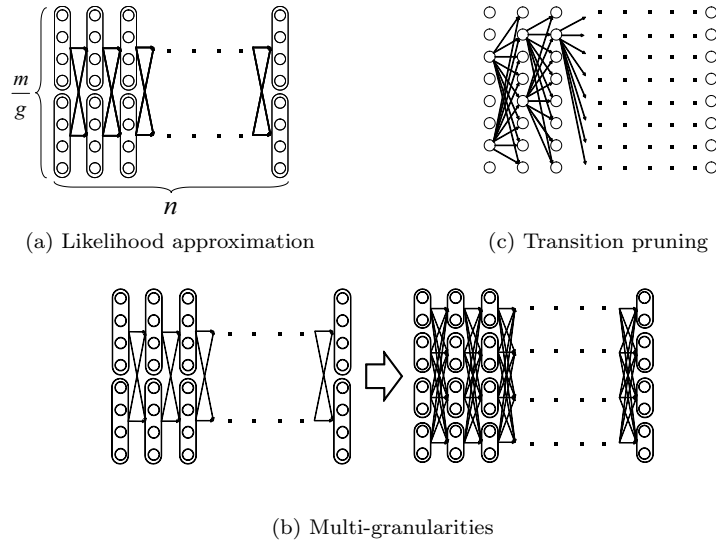 m
g
n
(a) Likelihood approximation
(c) Transition pruning
(b) Multi-granularities